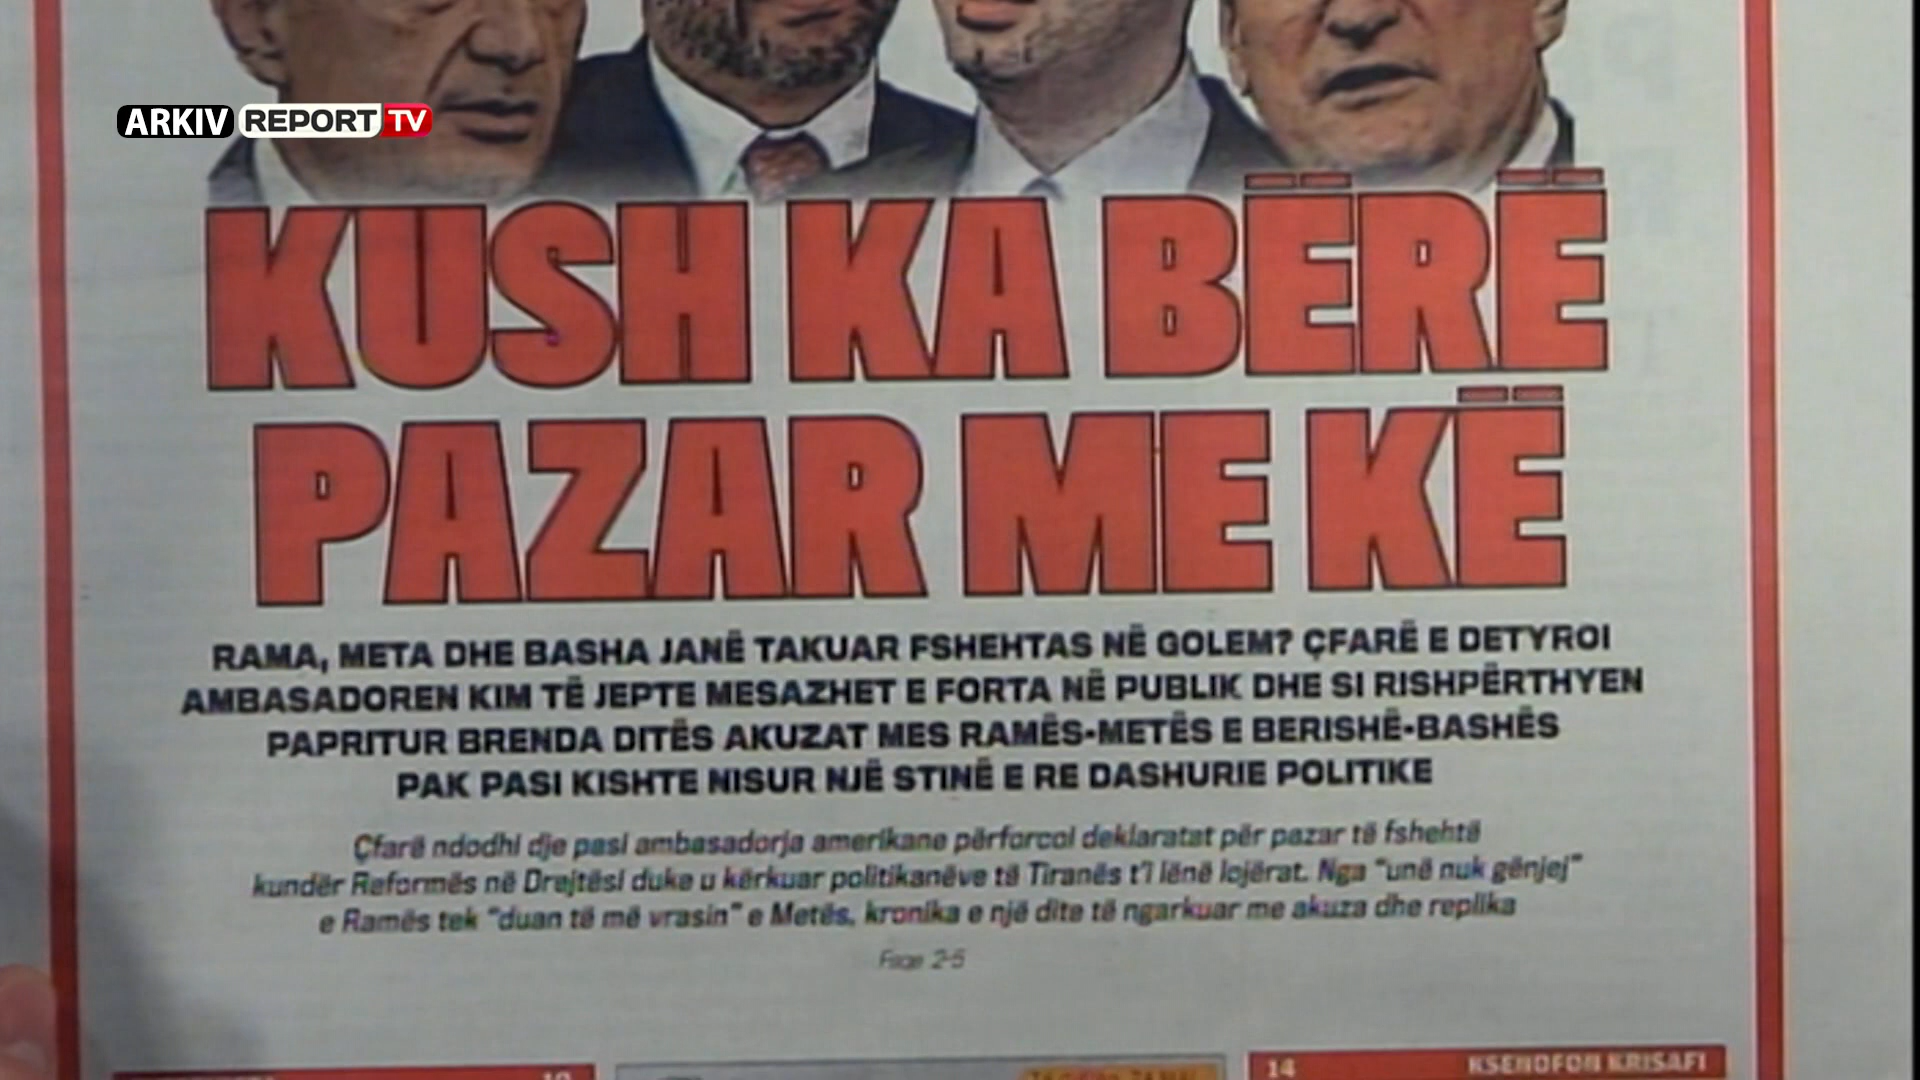 ARKIV REPORT TV
KUSH KA BËRË
PAZAR ME KË
RAMA, META DHE BASHA JANË TAKUAR FSHEHTAS NË GOLEM? ÇFARË E DETYROI
AMBASADOREN KIM TË JEPTE MESAZHET E FORTA NË PUBLIK DHE SI RISHPËRTHYEN
PAPRITUR BRENDA DITËS AKUZAT MES RAMËS-METËS E BERISHË-BASHËS
PAK PASI KISHTE NISUR NJË STINË E RE DASHURIE POLITIKE
Çfarë ndodhi dje pasi ambasadorja amerikane përforcoi deklaratat për pazar të fshehtë
kundër Reformës në Drejtësi duke u kërkuar politikanëve të Tiranës t'i lënë lojërat. Nga "unë nuk gënjej"
e Ramës tek "duan të më vrasin" e Metës, kronika e një dite të ngarkuar me akuza dhe replika
Faqe 2-5
14 KSENOFON KRISAFI